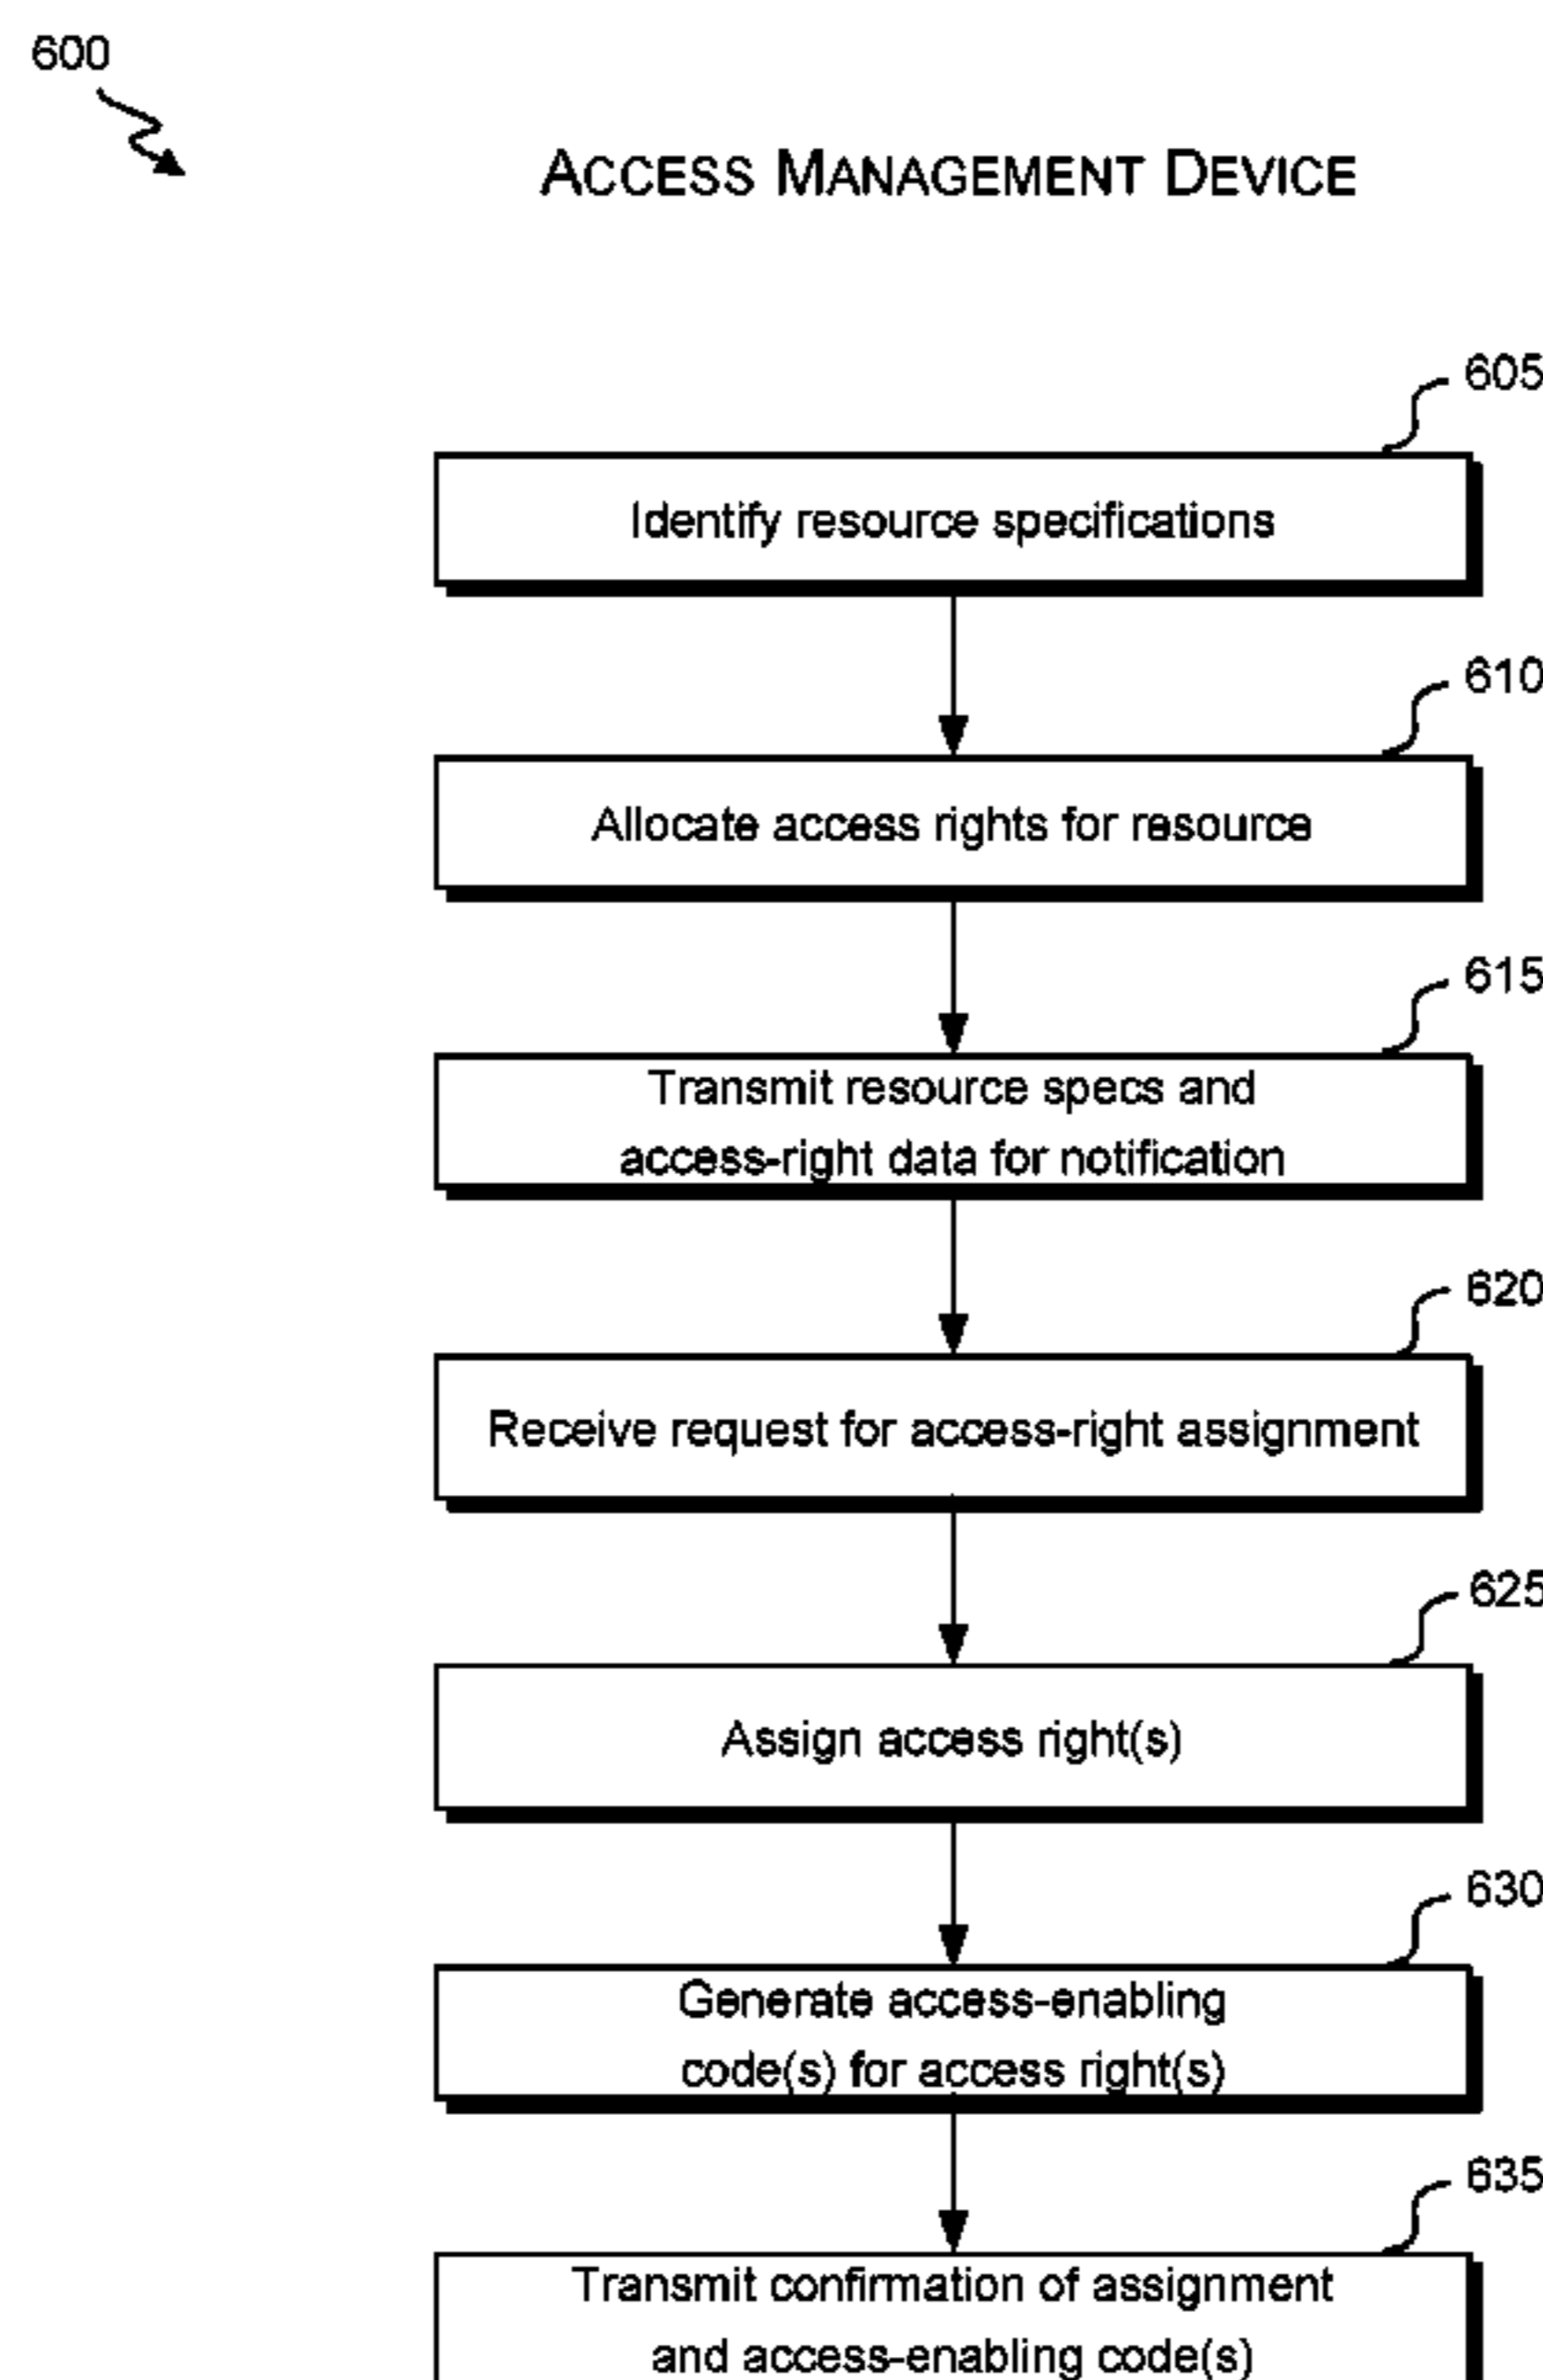 600
ACCESS MANAGEMENT DEVICE
605
Identify resource specifications
610
Allocate access rights for resource
615
Transmit resource specs and
access-right data for notification
620
Receive request for access-right assignment
625
Assign access right(s)
630
Generate access-enabling
code(s) for access right(s)
635
Transmit confirmation of assignment
and access-enabling code(s)